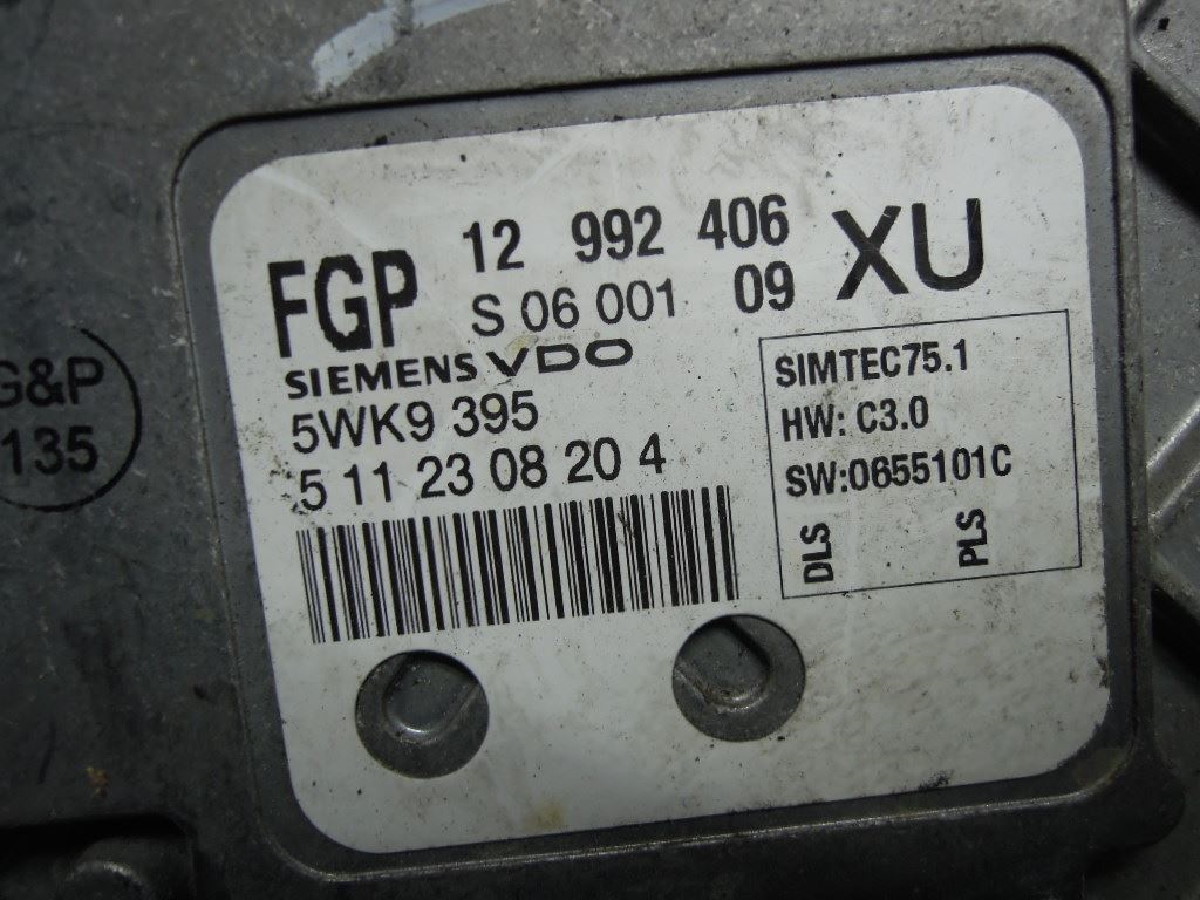 FGP 12 992 406 XU
S 06 001 09
SIEMENS VDO
5WK9 395
5 11 23 08 20 4
SIMTEC75.1
HW: C3.0
SW:0655101C
DLS PLS
G&P
135